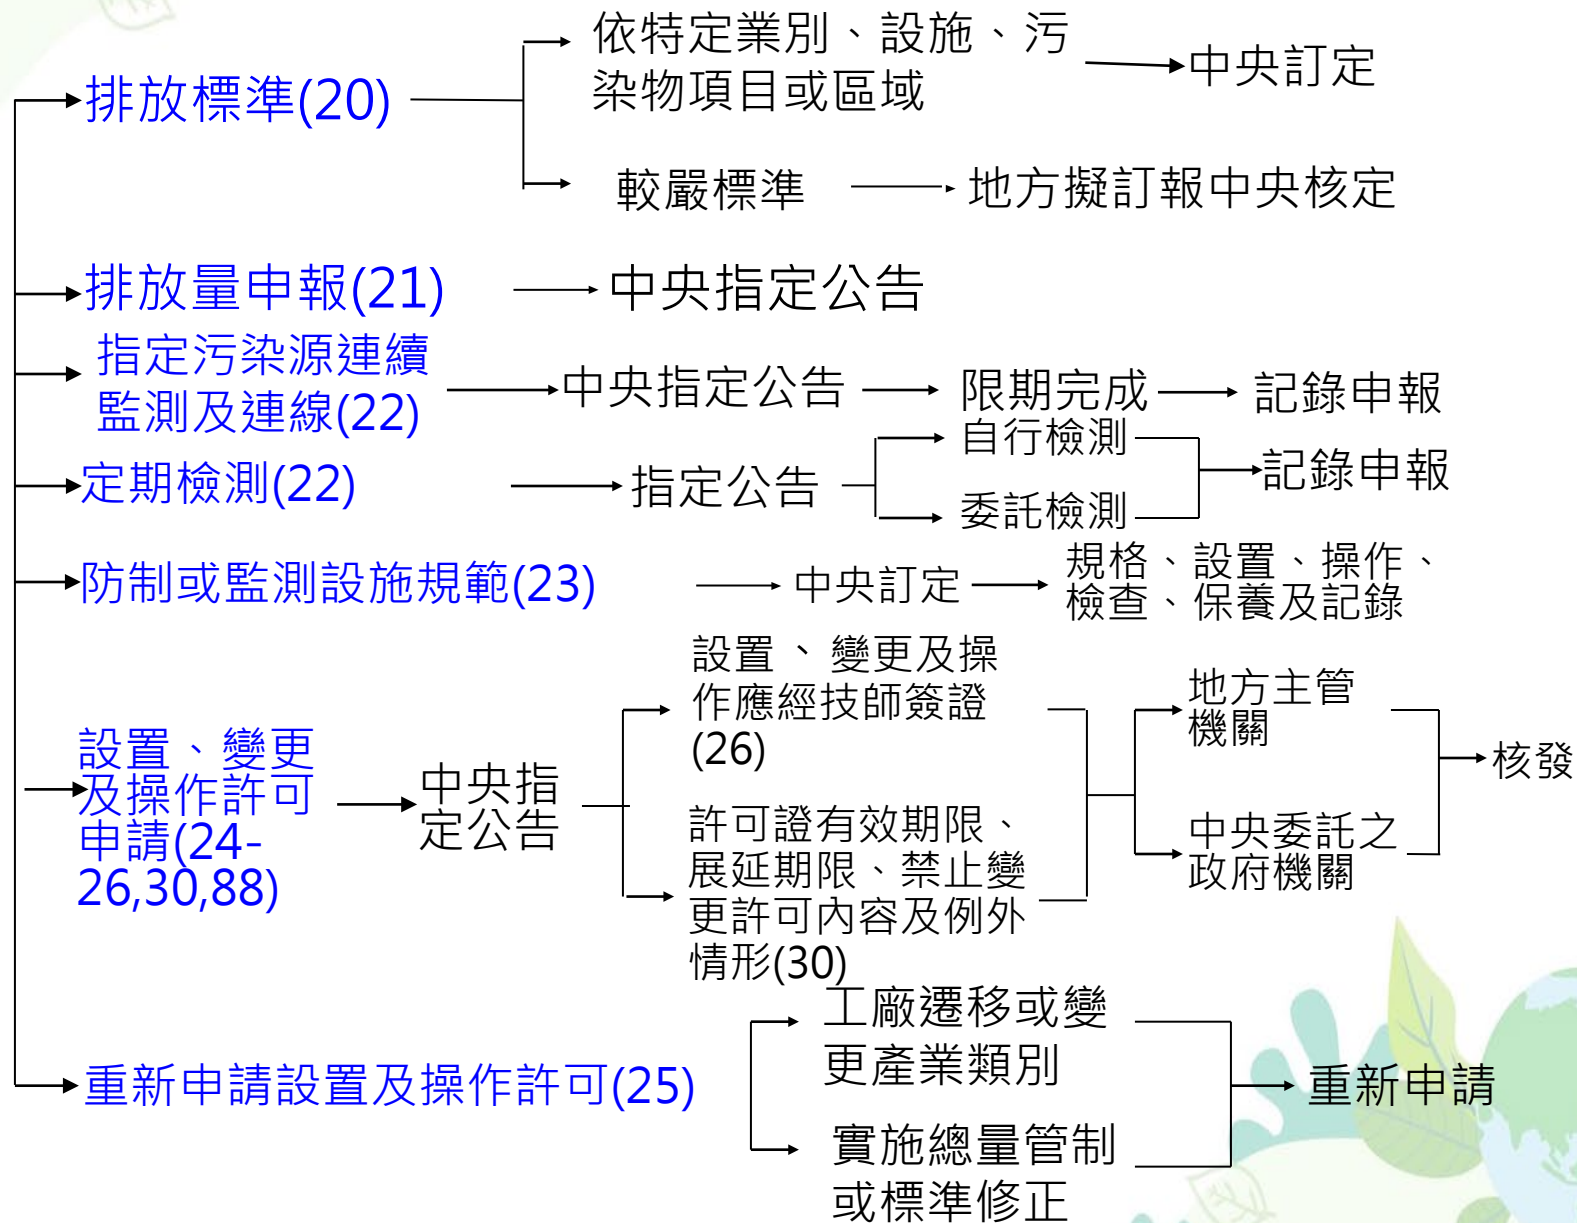 依特定業別、設施、污
染物項目或區域
中央訂定
排放標準(20)
較嚴標準
地方擬訂報中央核定
排放量申報(21)
中央指定公告
指定污染源連續
監測及連線(22)
中央指定公告
限期完成
記錄申報
定期檢測(22)
指定公告
自行檢測
委託檢測
記錄申報
防制或監測設施規範(23)
中央訂定
規格、設置、操作、
檢查、保養及記錄
設置、變更
及操作許可
申請(24-
26,30,88)
中央指
定公告
設置、變更及操
作應經技師簽證
(26)
許可證有效期限、
展延期限、禁止變
更許可內容及例外
情形(30)
地方主管
機關
中央委託之
政府機關
核發
重新申請設置及操作許可(25)
工廠遷移或變
更產業類別
實施總量管制
或標準修正
重新申請